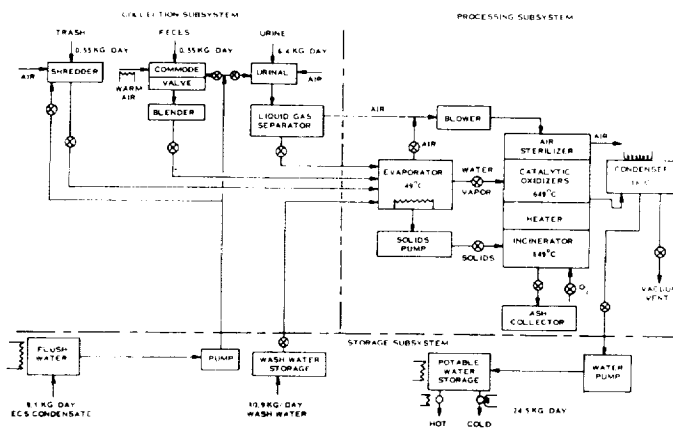 COLLECTION SUBSYSTEM
PROCESSING SUBSYSTEM
TRASH
FECES
URINE
0.55 KG/DAY
0.35 KG/DAY
6.4 KG/DAY
AIR
SHREDDER
WARM
AIR
COMMODE
VALVE
URINAL
AIR
BLENDER
LIQUID GAS
SEPARATOR
AIR
BLOWER
AIR
AIR
STERILIZER
AIR
EVAPORATOR
49°C
WATER
VAPOR
CATALYTIC
OXIDIZERS
649°C
CONDENSER
HEATER
SOLIDS
PUMP
SOLIDS
INCINERATOR
649°C
VACUUM
VENT
ASH
COLLECTOR
STORAGE SUBSYSTEM
FLUSH
WATER
PUMP
WASH WATER
STORAGE
POTABLE
WATER
STORAGE
WATER
PUMP
KG/DAY
ECS CONDENSATE
KG/DAY
WASH WATER
HOT
COLD
24.5 KG/DAY